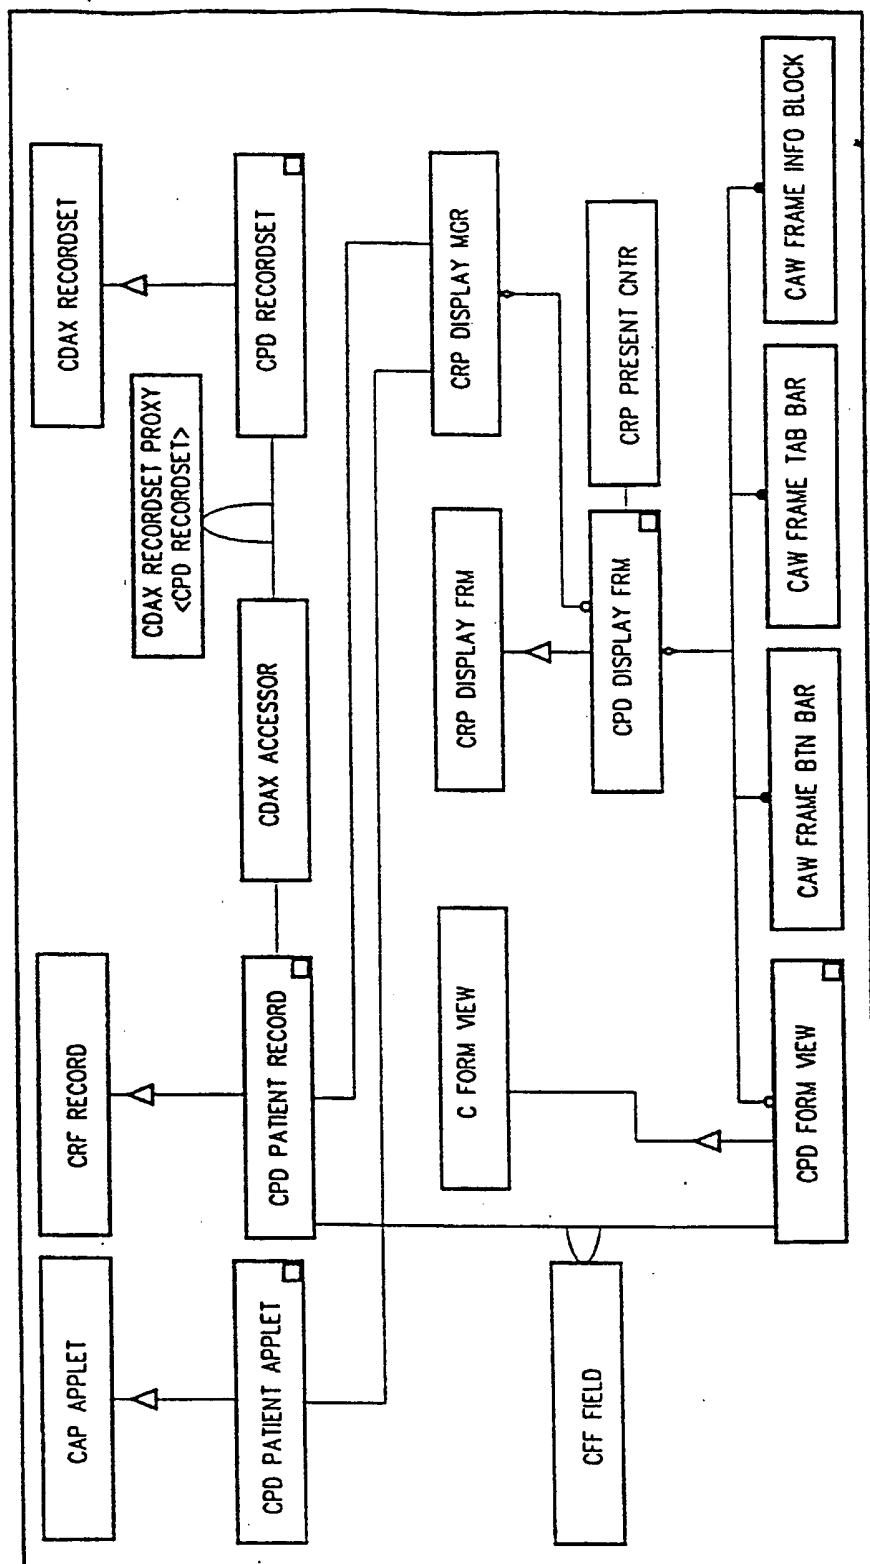 CAP APPLET
CRF RECORD
CDAX RECORDSET
CDAX RECORDSET PROXY
<CPD RECORDSET>
CPD PATIENT APPLET
CPD PATIENT RECORD
CDAX ACCESSOR
CPD RECORDSET
C FORM VIEW
CRP DISPLAY FRM
CRP DISPLAY MGR
CFF FIELD
CPD DISPLAY FRM
CRP PRESENT CNTR
CPD FORM VIEW
CAW FRAME BTN BAR
CAW FRAME TAB BAR
CAW FRAME INFO BLOCK